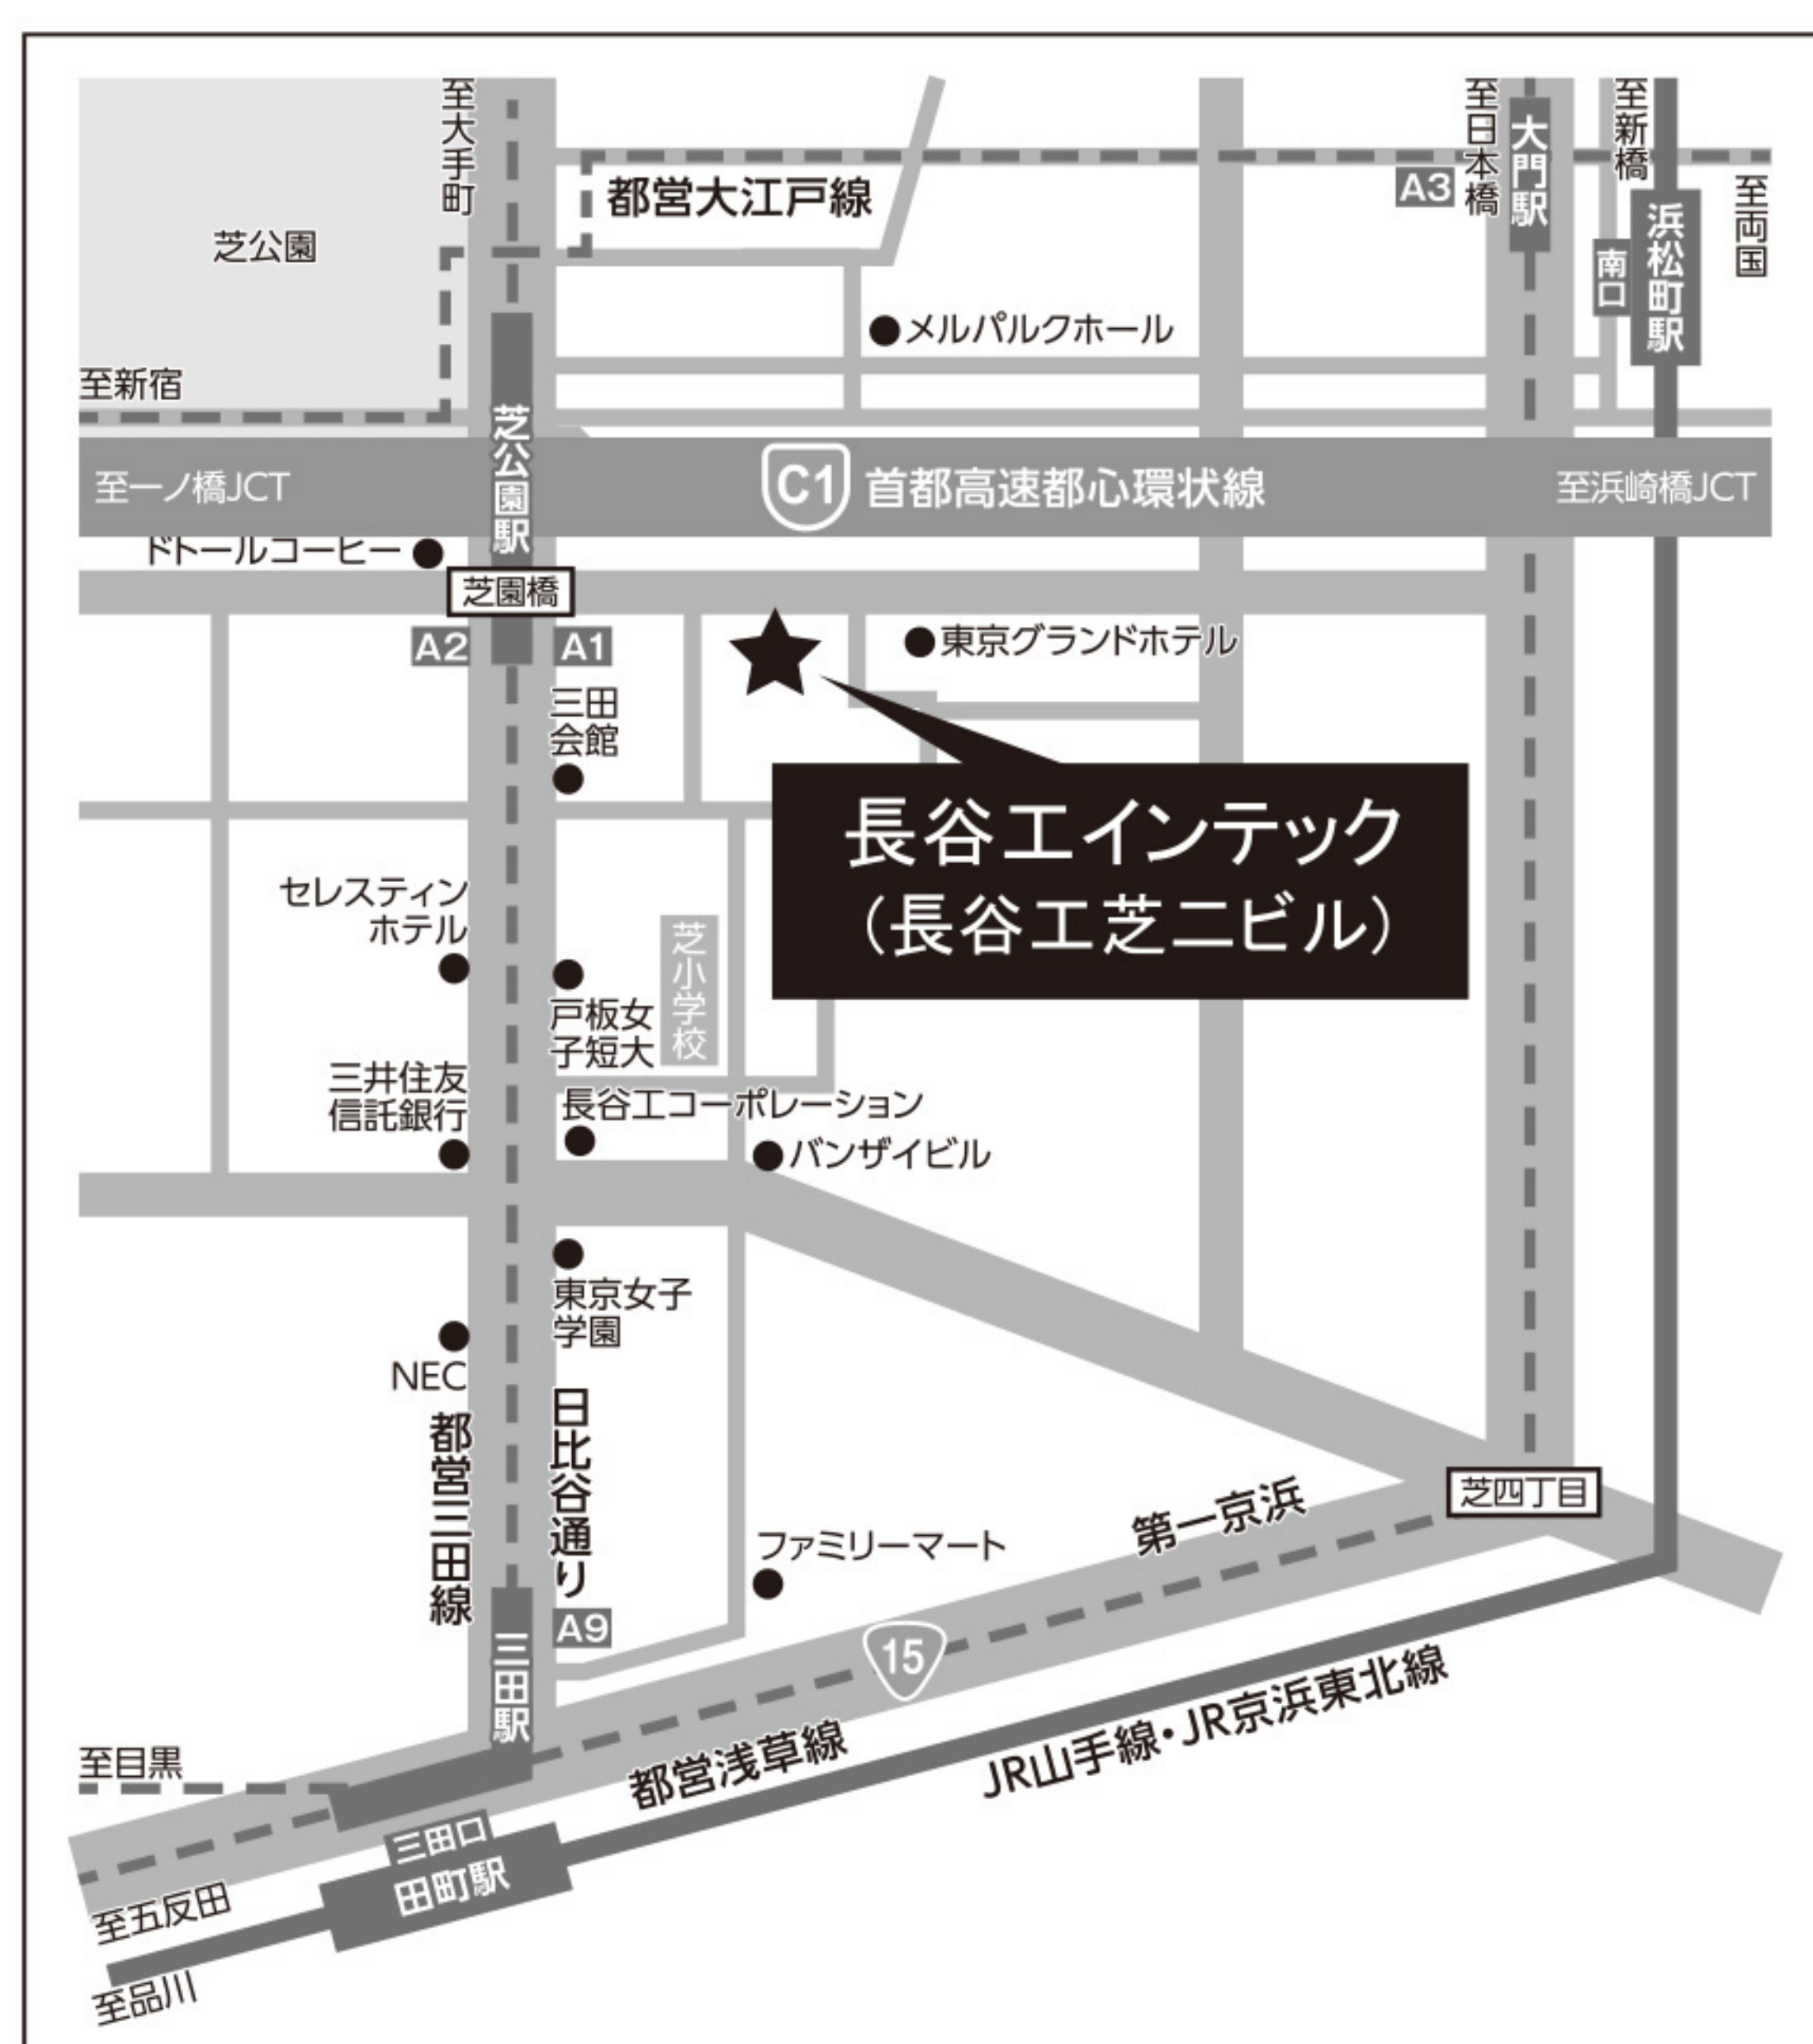 至大手町
至日本橋
至新橋
大門駅
都営大江戸線
A3
至両国
芝公園
浜松町駅
南口
メルパルクホール
至新宿
芝公園駅
至一ノ橋JCT
C1
首都高速都心環状線
至浜崎橋JCT
ドトールコーヒー
芝園橋
A2
A1
東京グランドホテル
三田
会館
長谷工インテック
(長谷工芝二ビル)
セレスティン
ホテル
芝小学校
戸板女
子短大
三井住友
信託銀行
長谷工コーポレーション
バンザイビル
東京女子
学園
NEC
都営三田線
日比谷通り
芝四丁目
第一京浜
ファミリーマート
A9
三田駅
15
JR山手線・JR京浜東北線
都営浅草線
至目黒
三田口
田町駅
至五反田
至品川